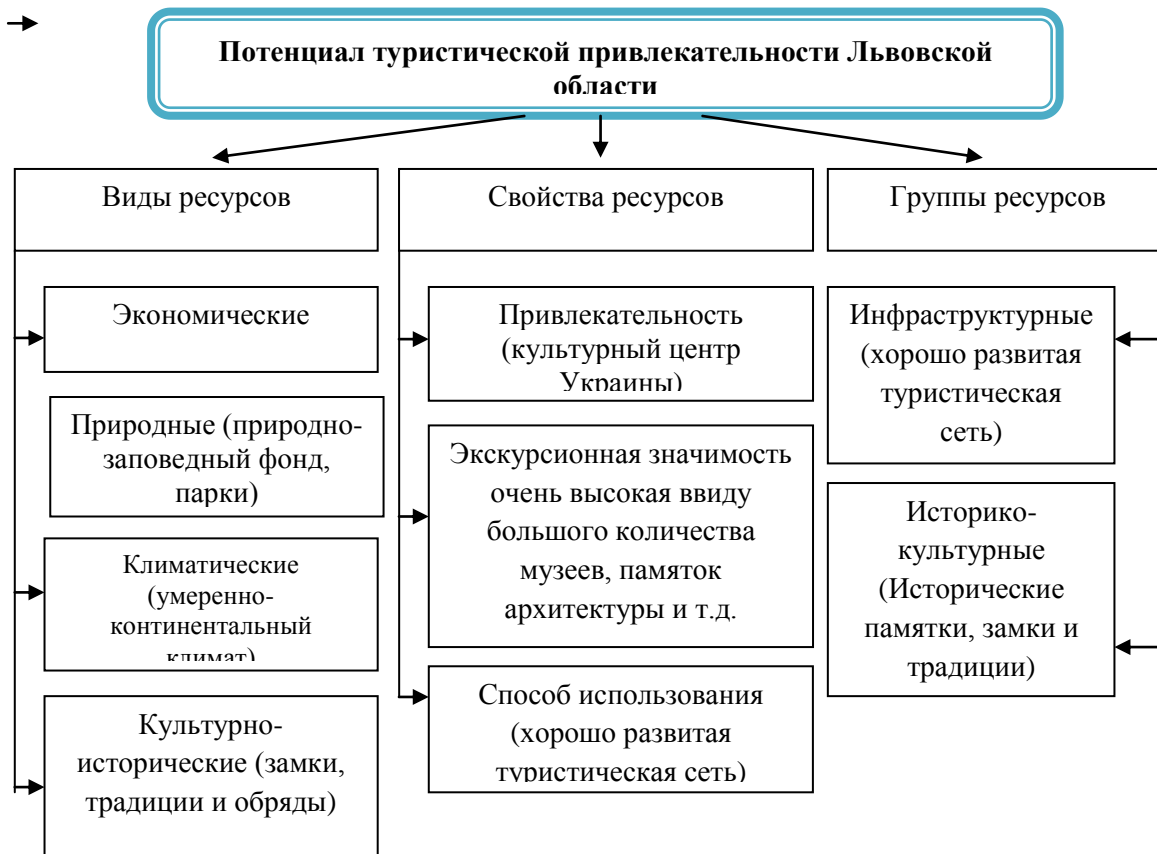 Потенциал туристической привлекательности Львовской
области
Виды ресурсов
Экономические
Природные (природно-
заповедный фонд,
парки)
Климатические
(умеренно-
континентальный
климат)
Культурно-
исторические (замки,
традиции и обряды)
Свойства ресурсов
Привлекательность
(культурный центр
Украины)
Экскурсионная значимость
очень высокая ввиду
большого количества
музеев, памяток
архитектуры и т.д.
Способ использования
(хорошо развитая
туристическая сеть)
Группы ресурсов
Инфраструктурные
(хорошо развитая
туристическая
сеть)
Историко-
культурные
(Исторические
памятки, замки и
традиции)